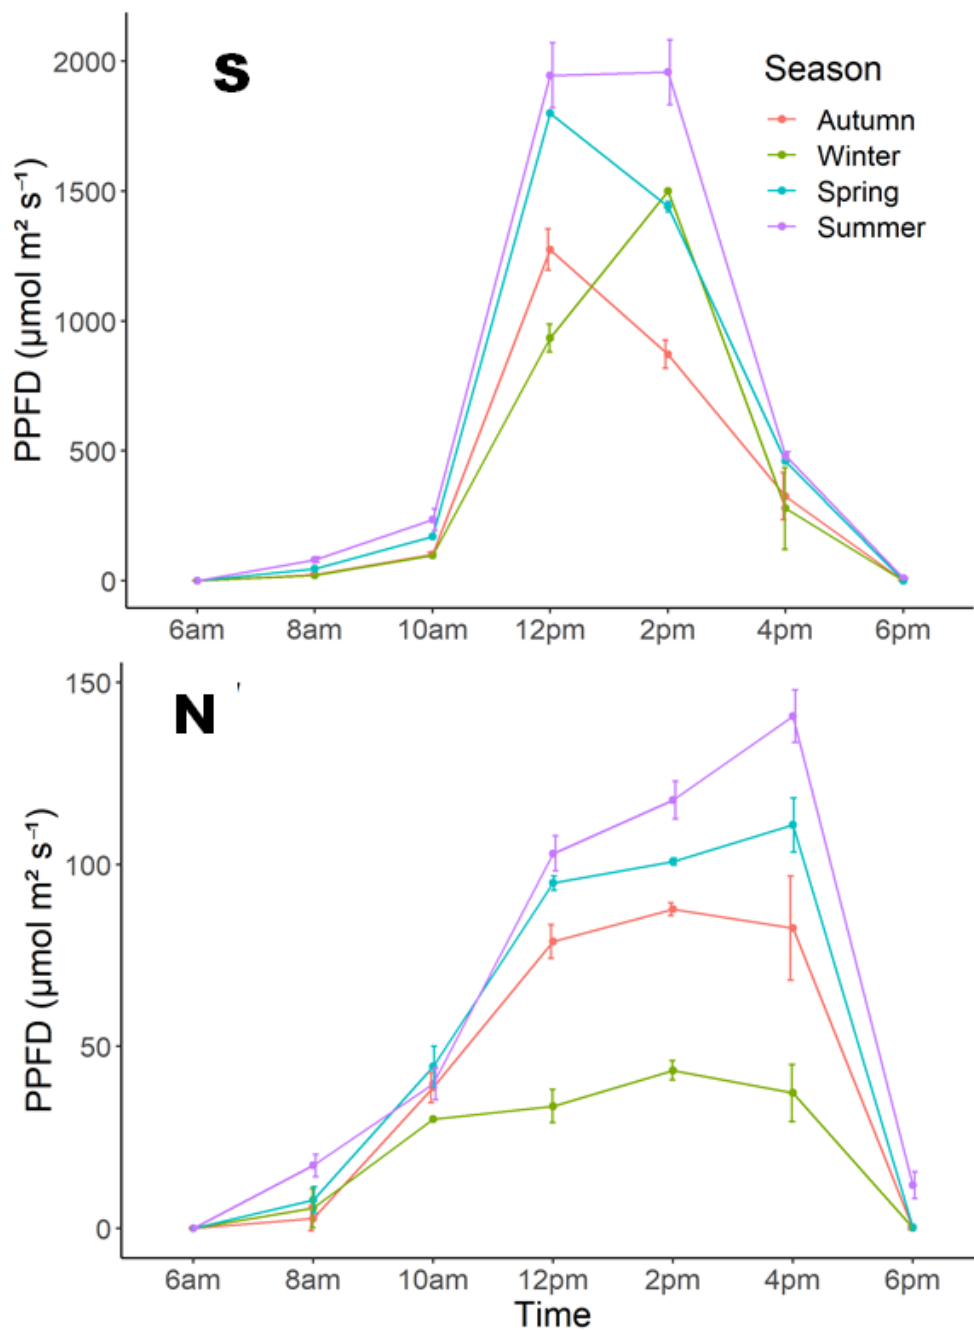 S
Season
Autumn
Winter
Spring
Summer
PPFD (µmol m² s⁻¹)
2000
1500
1000
500
0
6am 8am 10am 12pm 2pm 4pm 6pm
N
PPFD (µmol m² s⁻¹)
150
100
50
0
6am 8am 10am 12pm 2pm 4pm 6pm
Time